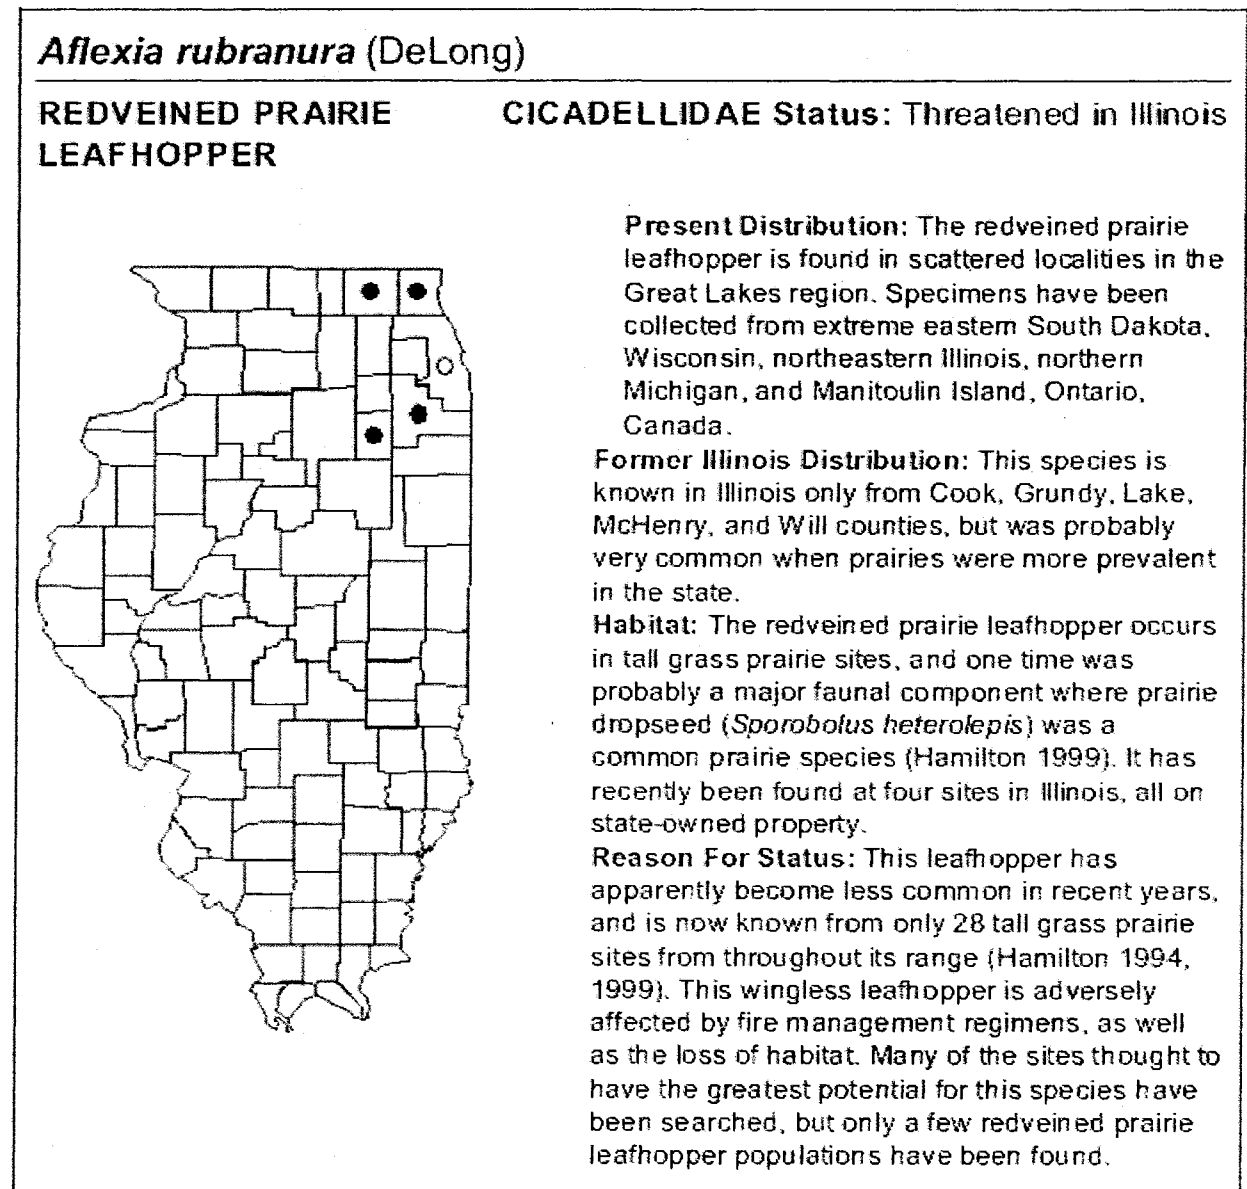 Aflexia rubranura (DeLong)
REDVEINED PRAIRIE LEAFHOPPER
CICADELLIDAE Status: Threatened in Illinois
Present Distribution: The redveined prairie
leafhopper is found in scattered localities in the
Great Lakes region. Specimens have been
collected from extreme eastern South Dakota,
Wisconsin, northeastern Illinois, northern
Michigan, and Manitoulin Island, Ontario,
Canada.
Former Illinois Distribution: This species is
known in Illinois only from Cook, Grundy, Lake,
McHenry, and Will counties, but was probably
very common when prairies were more prevalent
in the state.
Habitat: The redveined prairie leafhopper occurs
in tall grass prairie sites, and one time was
probably a major faunal component where prairie
dropseed (Sporobolus heterolepis) was a
common prairie species (Hamilton 1999). It has
recently been found at four sites in Illinois, all on
state-owned property.
Reason For Status: This leafhopper has
apparently become less common in recent years,
and is now known from only 28 tall grass prairie
sites from throughout its range (Hamilton 1994,
1999). This wingless leafhopper is adversely
affected by fire management regimens, as well
as the loss of habitat. Many of the sites thought to
have the greatest potential for this species have
been searched, but only a few redveined prairie
leafhopper populations have been found.